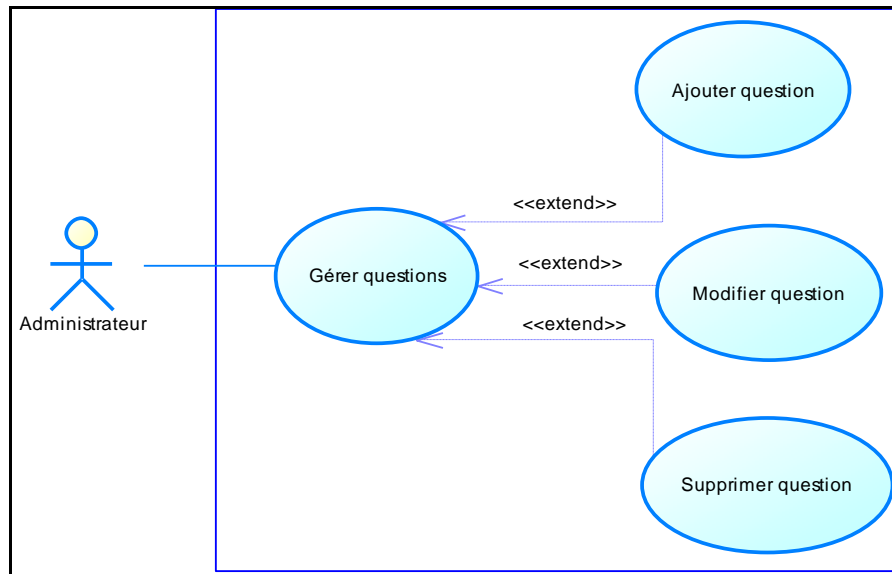 Ajouter question
<<extend>>
<<extend>>
Gérer questions
Modifier question
Administrateur
<<extend>>
Supprimer question